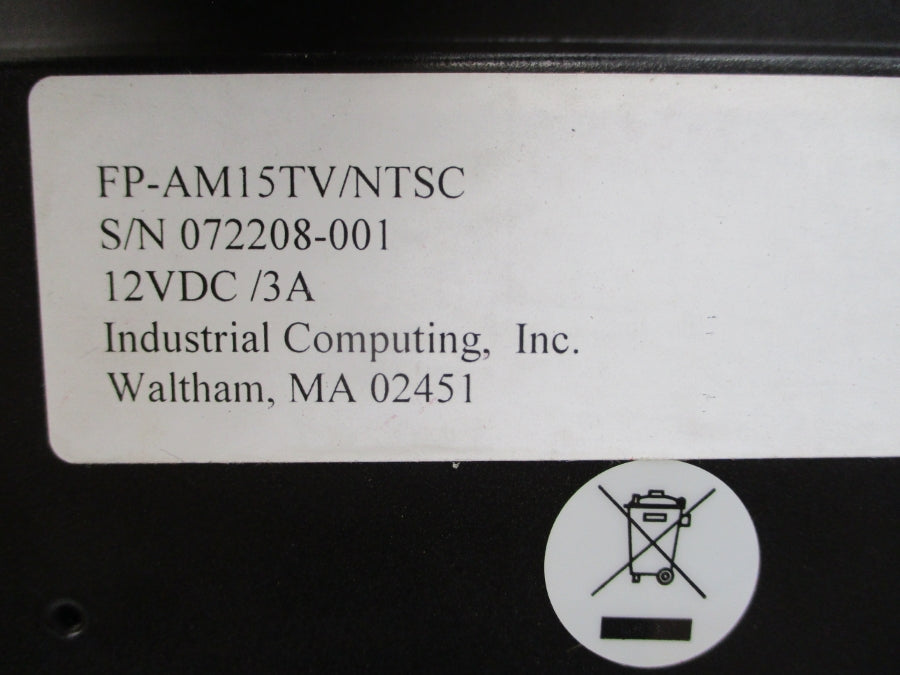 FP-AM15TV/NTSC
S/N 072208-001
12VDC /3A
Industrial Computing, Inc.
Waltham, MA 02451